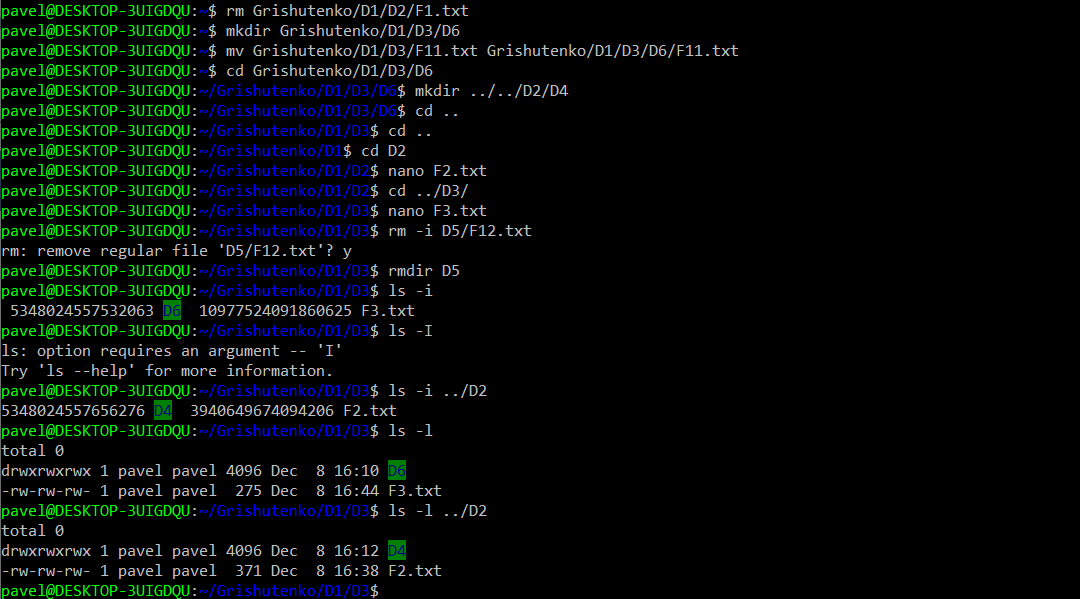 pavel@DESKTOP-3UIGDQU:~$ rm Grishutenko/D1/D2/F1.txt
pavel@DESKTOP-3UIGDQU:~$ mkdir Grishutenko/D1/D3/D6
pavel@DESKTOP-3UIGDQU:~$ mv Grishutenko/D1/D3/F11.txt Grishutenko/D1/D3/D6/F11.txt
pavel@DESKTOP-3UIGDQU:~$ cd Grishutenko/D1/D3/D6
pavel@DESKTOP-3UIGDQU:~/Grishutenko/D1/D3/D6$ mkdir ../../D2/D4
pavel@DESKTOP-3UIGDQU:~/Grishutenko/D1/D3/D6$ cd ..
pavel@DESKTOP-3UIGDQU:~/Grishutenko/D1/D3$ cd ..
pavel@DESKTOP-3UIGDQU:~/Grishutenko/D1$ cd D2
pavel@DESKTOP-3UIGDQU:~/Grishutenko/D1/D2$ nano F2.txt
pavel@DESKTOP-3UIGDQU:~/Grishutenko/D1/D2$ cd ../D3/
pavel@DESKTOP-3UIGDQU:~/Grishutenko/D1/D3$ nano F3.txt
pavel@DESKTOP-3UIGDQU:~/Grishutenko/D1/D3$ rm -i D5/F12.txt
rm: remove regular file 'D5/F12.txt'? y
pavel@DESKTOP-3UIGDQU:~/Grishutenko/D1/D3$ rmdir D5
pavel@DESKTOP-3UIGDQU:~/Grishutenko/D1/D3$ ls -i
 5348024557532063 D6  10977524091860625 F3.txt
pavel@DESKTOP-3UIGDQU:~/Grishutenko/D1/D3$ ls -I
ls: option requires an argument -- 'I'
Try 'ls --help' for more information.
pavel@DESKTOP-3UIGDQU:~/Grishutenko/D1/D3$ ls -i ../D2
5348024557656276 D4  3940649674094206 F2.txt
pavel@DESKTOP-3UIGDQU:~/Grishutenko/D1/D3$ ls -l
total 0
drwxrwxrwx 1 pavel pavel 4096 Dec  8 16:10 D6
-rw-rw-rw- 1 pavel pavel  275 Dec  8 16:44 F3.txt
pavel@DESKTOP-3UIGDQU:~/Grishutenko/D1/D3$ ls -l ../D2
total 0
drwxrwxrwx 1 pavel pavel 4096 Dec  8 16:12 D4
-rw-rw-rw- 1 pavel pavel  371 Dec  8 16:38 F2.txt
pavel@DESKTOP-3UIGDQU:~/Grishutenko/D1/D3$